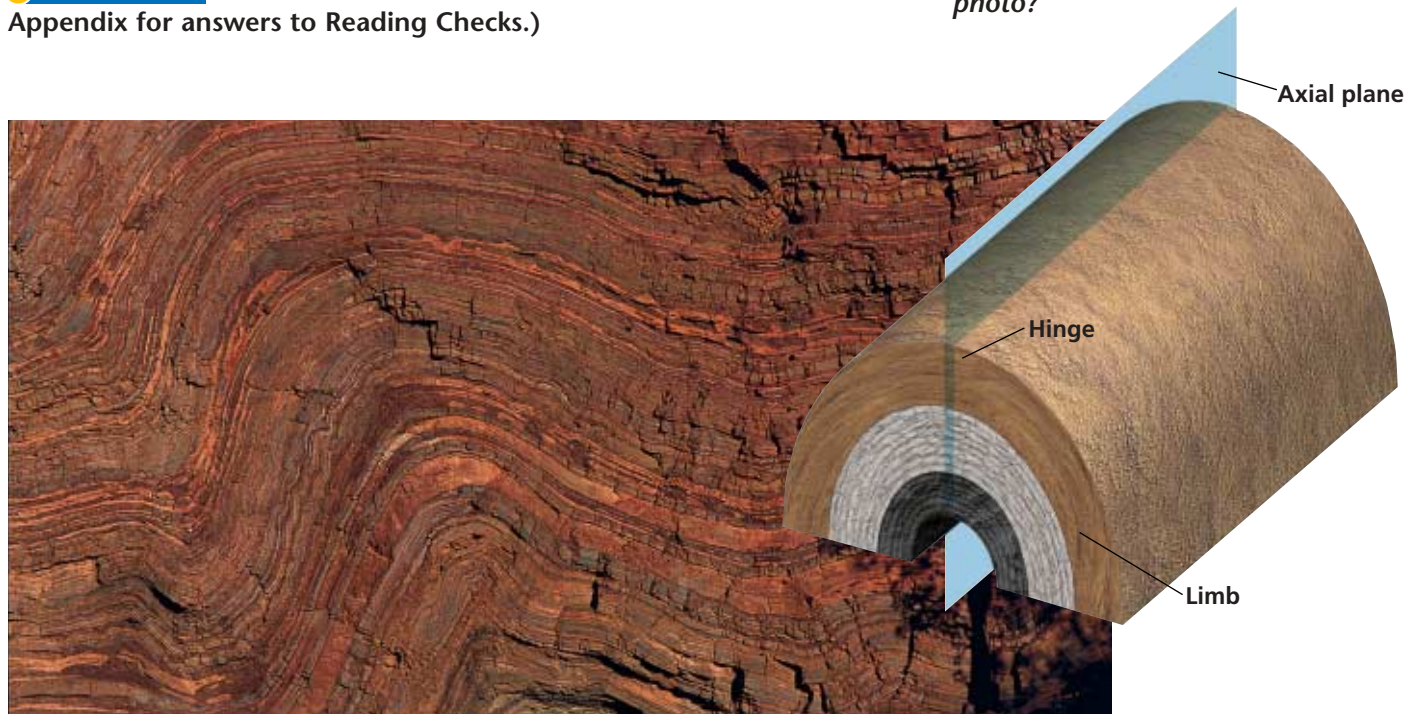 Appendix for answers to Reading Checks.)
photo?
Axial plane
Hinge
Limb